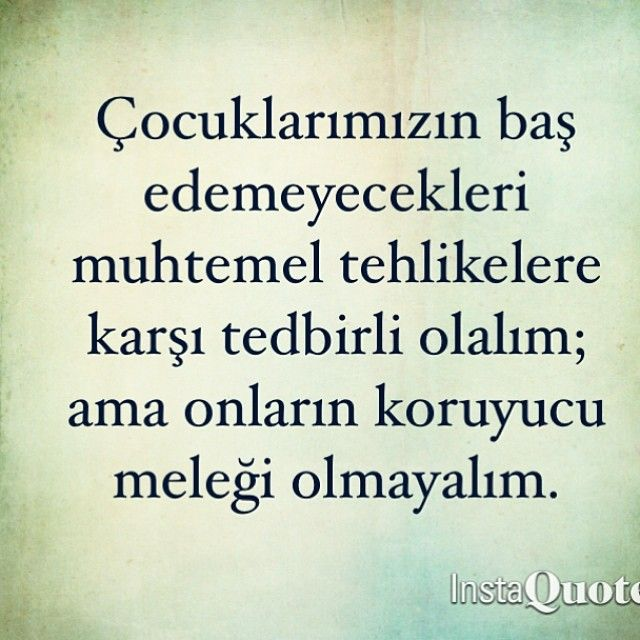 Çocuklarımızın baş
edemeyecekleri
muhtemel tehlikelere
karşı tedbirli olalım;
ama onların koruyucu
meleği olmayalım.
InstaQuote